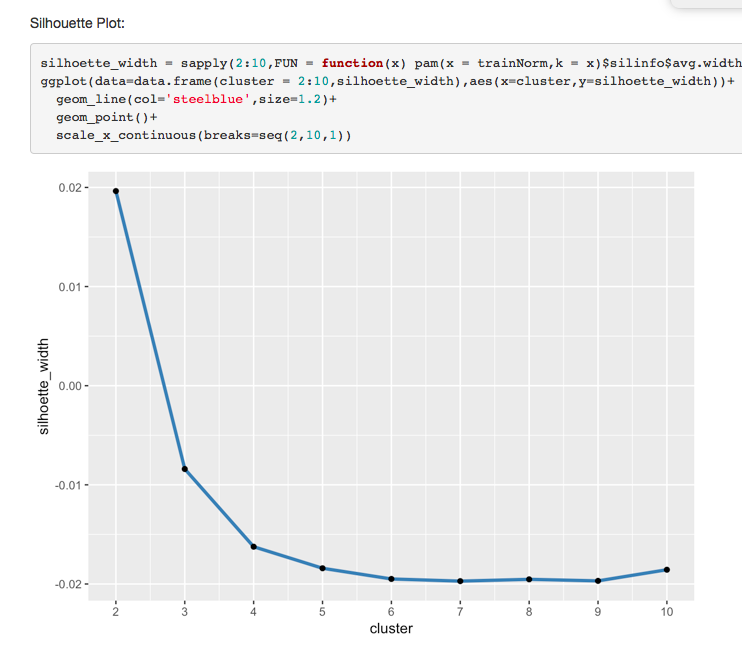 Silhouette Plot:
silhoette_width = sapply(2:10,FUN = function(x) pam(x = trainNorm,k = x)$silinfo$avg.width
ggplot(data=data.frame(cluster = 2:10,silhoette_width),aes(x=cluster,y=silhoette_width))+
geom_line(col='steelblue',size=1.2)+
geom_point()+
scale_x_continuous(breaks=seq(2,10,1))
0.02
0.01
0.00
-0.01
-0.02
silhoette_width
2 3 4 5 6 7 8 9 10
cluster